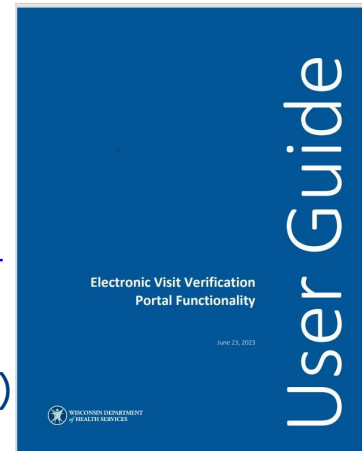 User Guide
Electronic Visit Verification
Portal Functionality
June 23, 2023
WISCONSIN DEPARTMENT
of HEALTH SERVICES
)